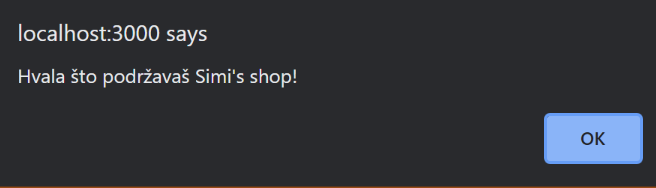 localhost:3000 says
Hvala što podržavaš Simi's shop!
OK